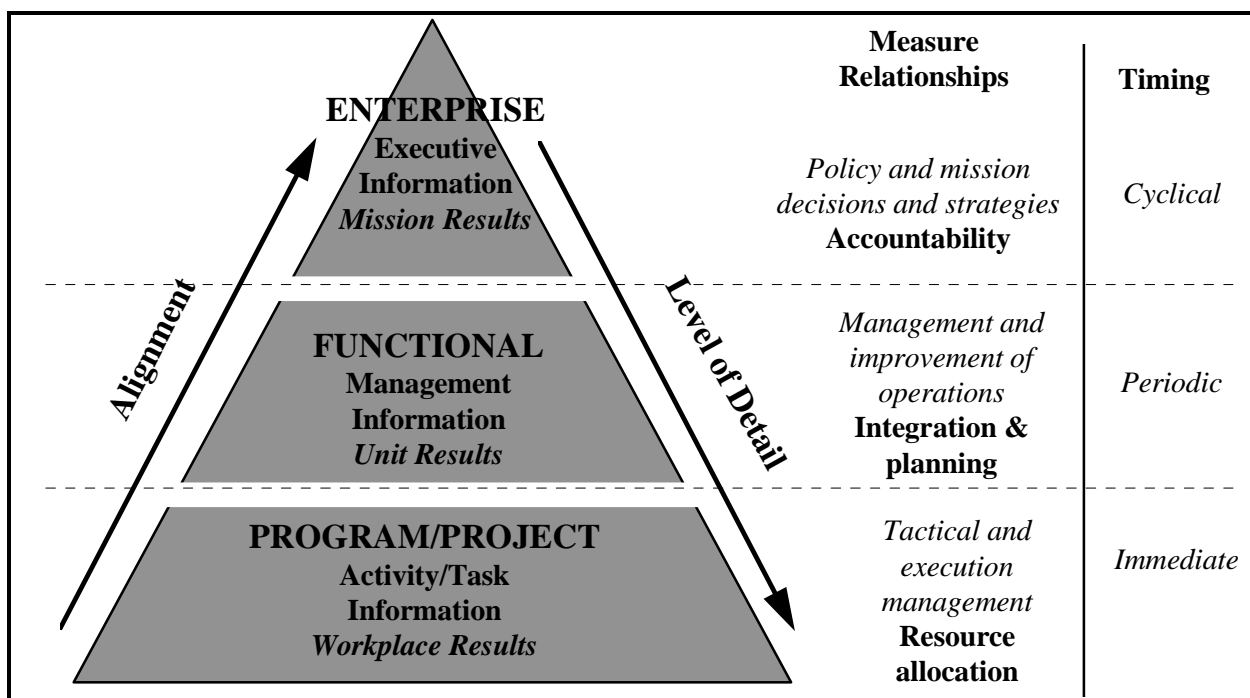 Measure
Relationships
Timing
ENTERPRISE
Executive
Information
Mission Results
Policy and mission
decisions and strategies
Accountability
Cyclical
Alignment
Level of Detail
FUNCTIONAL
Management
Information
Unit Results
Management and
improvement of
operations
Integration &
planning
Periodic
PROGRAM/PROJECT
Activity/Task
Information
Workplace Results
Tactical and
execution
management
Resource
allocation
Immediate